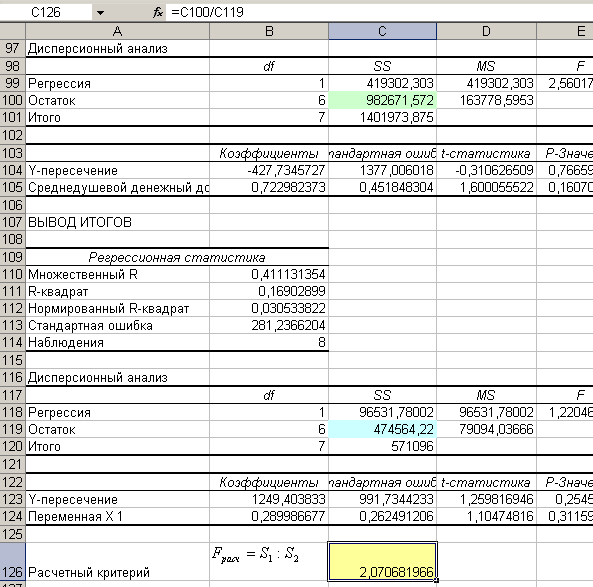 C126 fx =C100/C119
A B C D E
97 Дисперсионный анализ
98 df SS MS F
99 Регрессия 1 419302,303 419302,303 2,56017
100 Остаток 6 982671,572 163778,5953
101 Итого 7 1401973,875
102
103 Коэффициенты тандартная ошиб t-статистика P-Значе
104 Y-пересечение -427,7345727 1377,006018 -0,310626509 0,76659
105 Среднедушевой денежный до 0,722982373 0,451848304 1,600055522 0,16070
106
107 ВЫВОД ИТОГОВ
108
109 Регрессионная статистика
110 Множественный R 0,411131354
111 R-квадрат 0,16902899
112 Нормированный R-квадрат 0,030533822
113 Стандартная ошибка 281,2366204
114 Наблюдения 8
115
116 Дисперсионный анализ
117 df SS MS F
118 Регрессия 1 96531,78002 96531,78002 1,22046
119 Остаток 6 474564,22 79094,03666
120 Итого 7 571096
121
122 Коэффициенты тандартная ошиб t-статистика P-Значе
123 Y-пересечение 1249,403833 991,7344233 1,259816946 0,2545
124 Переменная X 1 0,289986677 0,262491206 1,10474816 0,31159
125
Fрасч = S1 : S2
126 Расчетный критерий 2,070681966